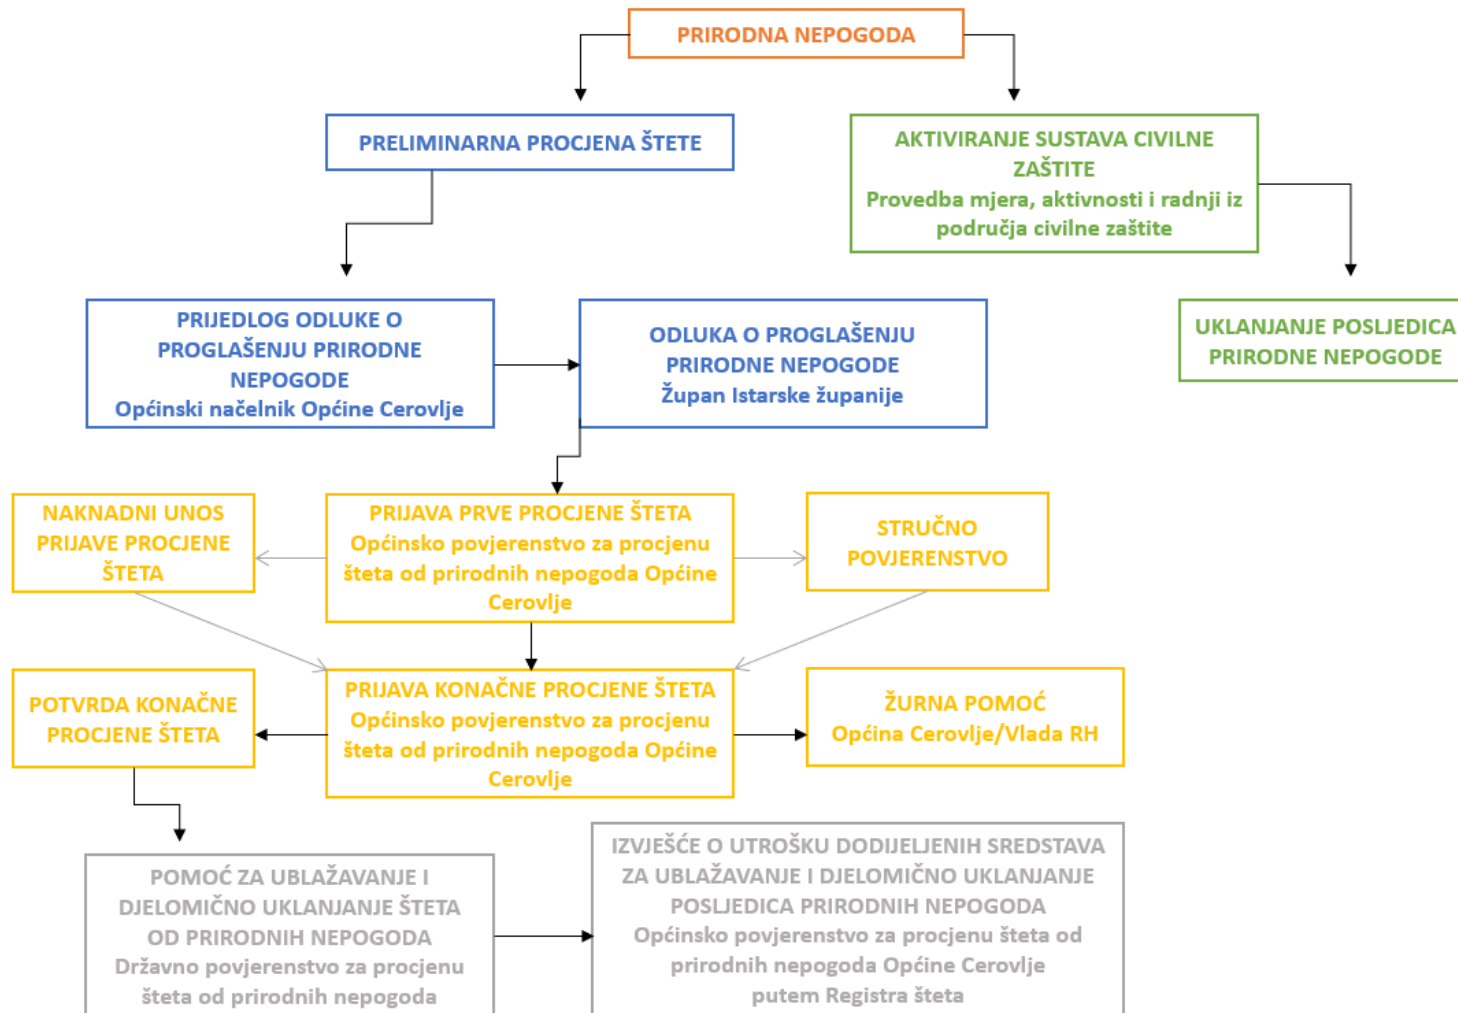 PRIRODNA NEPOGODA
PRELIMINARNA PROCJENA ŠTETE
AKTIVIRANJE SUSTAVA CIVILNE
ZAŠTITE
Provedba mjera, aktivnosti i radnji iz
područja civilne zaštite
PRIJEDLOG ODLUKE O
PROGLAŠENJU PRIRODNE
NEPOGODE
Općinski načelnik Općine Cerovlje
ODLUKA O PROGLAŠENJU
PRIRODNE NEPOGODE
Župan Istarske županije
UKLANJANJE POSLJEDICA
PRIRODNE NEPOGODE
NAKNADNI UNOS
PRIJAVE PROCJENE
ŠTETA
PRIJAVA PRVE PROCJENE ŠTETA
Općinsko povjerenstvo za procjenu
šteta od prirodnih nepogoda Općine
Cerovlje
STRUČNO
POVJERENSTVO
POTVRDA KONAČNE
PROCJENE ŠTETA
PRIJAVA KONAČNE PROCJENE ŠTETA
Općinsko povjerenstvo za procjenu
šteta od prirodnih nepogoda Općine
Cerovlje
ŽURNA POMOĆ
Općina Cerovlje/Vlada RH
POMOĆ ZA UBLAŽAVANJE I
DJELOMIČNO UKLANJANJE ŠTETA
OD PRIRODNIH NEPOGODA
Državno povjerenstvo za procjenu
šteta od prirodnih nepogoda
IZVJEŠĆE O UTROŠKU DODIJELJENIH SREDSTAVA
ZA UBLAŽAVANJE I DJELOMIČNO UKLANJANJE
POSLJEDICA PRIRODNIH NEPOGODA
Općinsko povjerenstvo za procjenu šteta od
prirodnih nepogoda Općine Cerovlje
putem Registra šteta